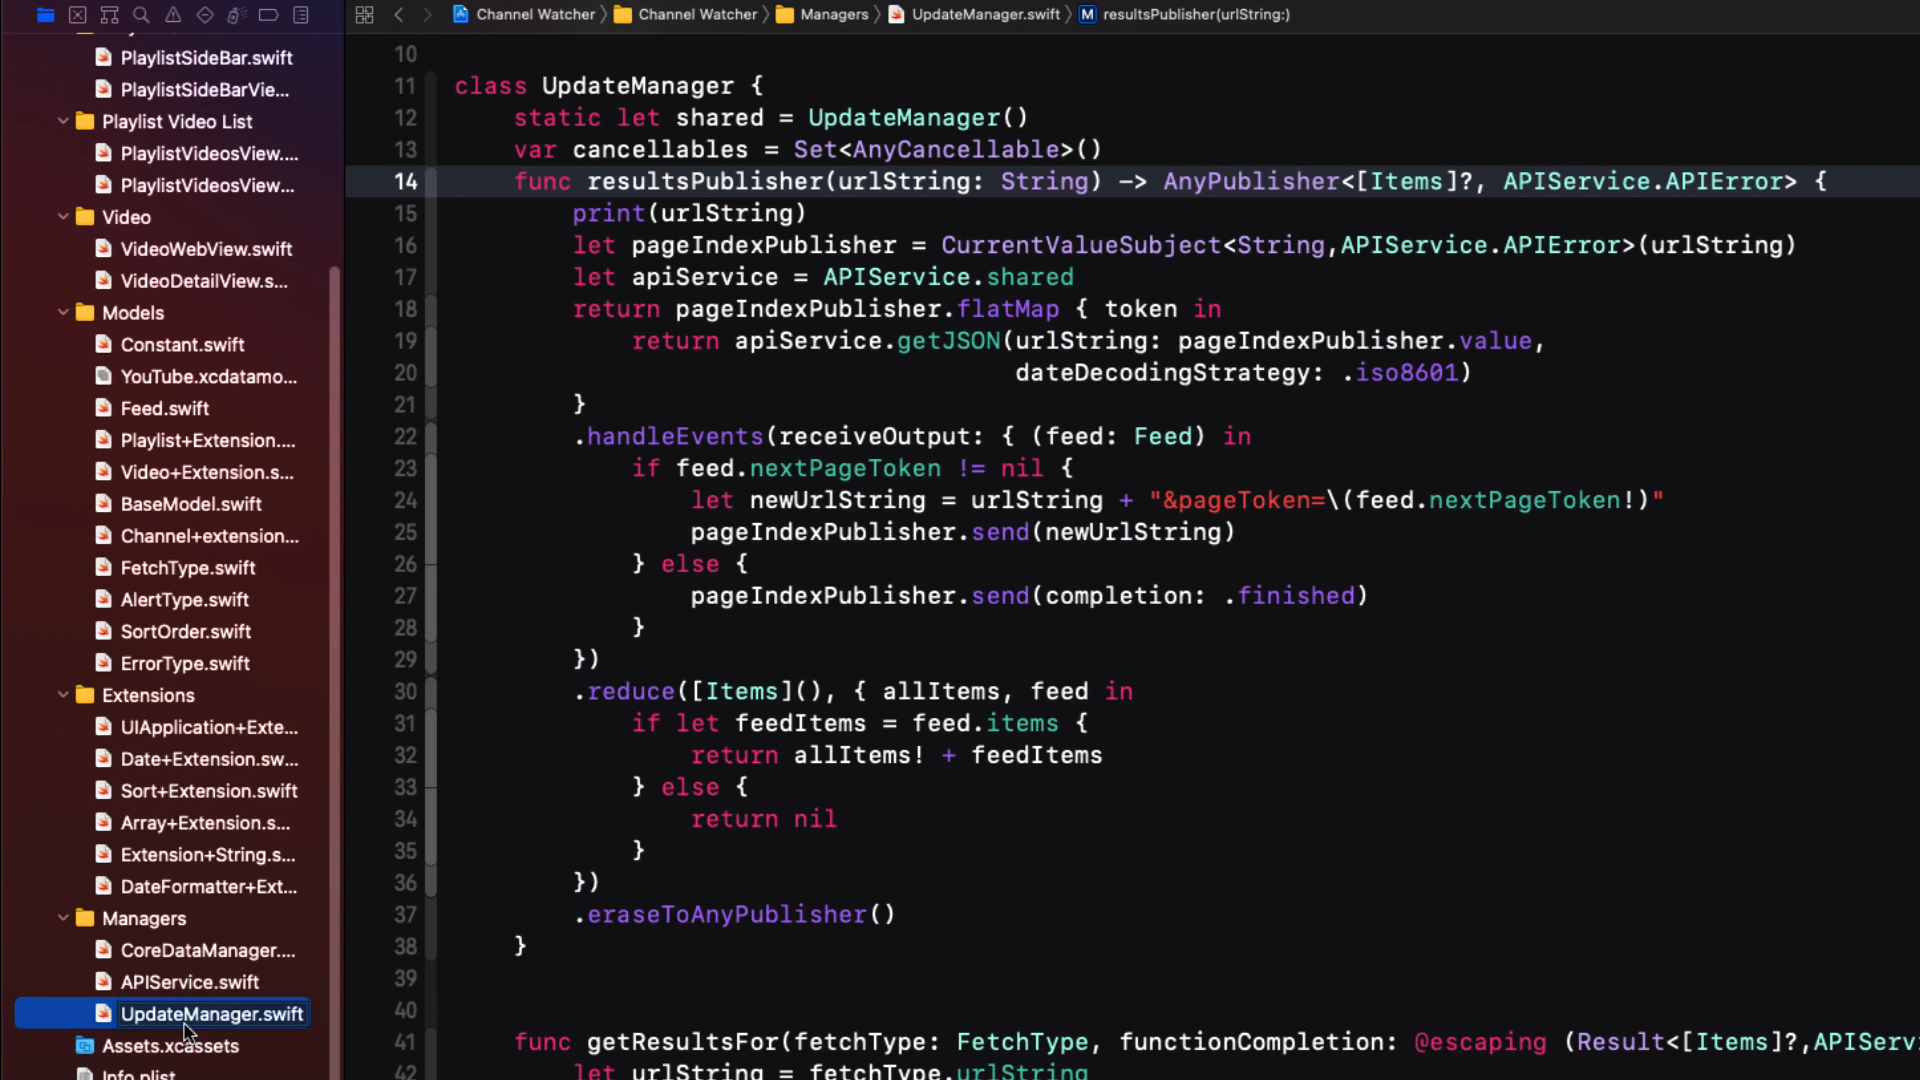 Channel Watcher
Channel Watcher
Managers
UpdateManager.swift
M
resultsPublisher(urlString:)
PlaylistSideBar.swift
PlaylistSideBarVie...
Playlist Video List
PlaylistVideosView....
PlaylistVideosView...
Video
VideoWebView.swift
VideoDetailView.s...
Models
Constant.swift
YouTube.xcdatamo...
Feed.swift
Playlist+Extension....
Video+Extension.s...
BaseModel.swift
Channel+extension...
FetchType.swift
AlertType.swift
SortOrder.swift
ErrorType.swift
Extensions
UIApplication+Exte...
Date+Extension.sw...
Sort+Extension.swift
Array+Extension.s...
Extension+String.s...
DateFormatter+Ext...
Managers
CoreDataManager....
APIService.swift
UpdateManager.swift
Assets.xcassets
Info.plist
10
11 class UpdateManager {
12 static let shared = UpdateManager()
13 var cancellables = Set<AnyCancellable>()
14 func resultsPublisher(urlString: String) -> AnyPublisher<[Items]?, APIService.APIError> {
15 print(urlString)
16 let pageIndexPublisher = CurrentValueSubject<String,APIService.APIError>(urlString)
17 let apiService = APIService.shared
18 return pageIndexPublisher.flatMap { token in
19 return apiService.getJSON(urlString: pageIndexPublisher.value,
20 dateDecodingStrategy: .iso8601)
21 }
22 .handleEvents(receiveOutput: { (feed: Feed) in
23 if feed.nextPageToken != nil {
24 let newUrlString = urlString + "&pageToken=\(feed.nextPageToken!)"
25 pageIndexPublisher.send(newUrlString)
26 } else {
27 pageIndexPublisher.send(completion: .finished)
28 }
29 })
30 .reduce([Items](), { allItems, feed in
31 if let feedItems = feed.items {
32 return allItems! + feedItems
33 } else {
34 return nil
35 }
36 })
37 .eraseToAnyPublisher()
38 }
39
40
41 func getResultsFor(fetchType: FetchType, functionCompletion: @escaping (Result<[Items]?,APIServ
42 let urlString = fetchType.urlString